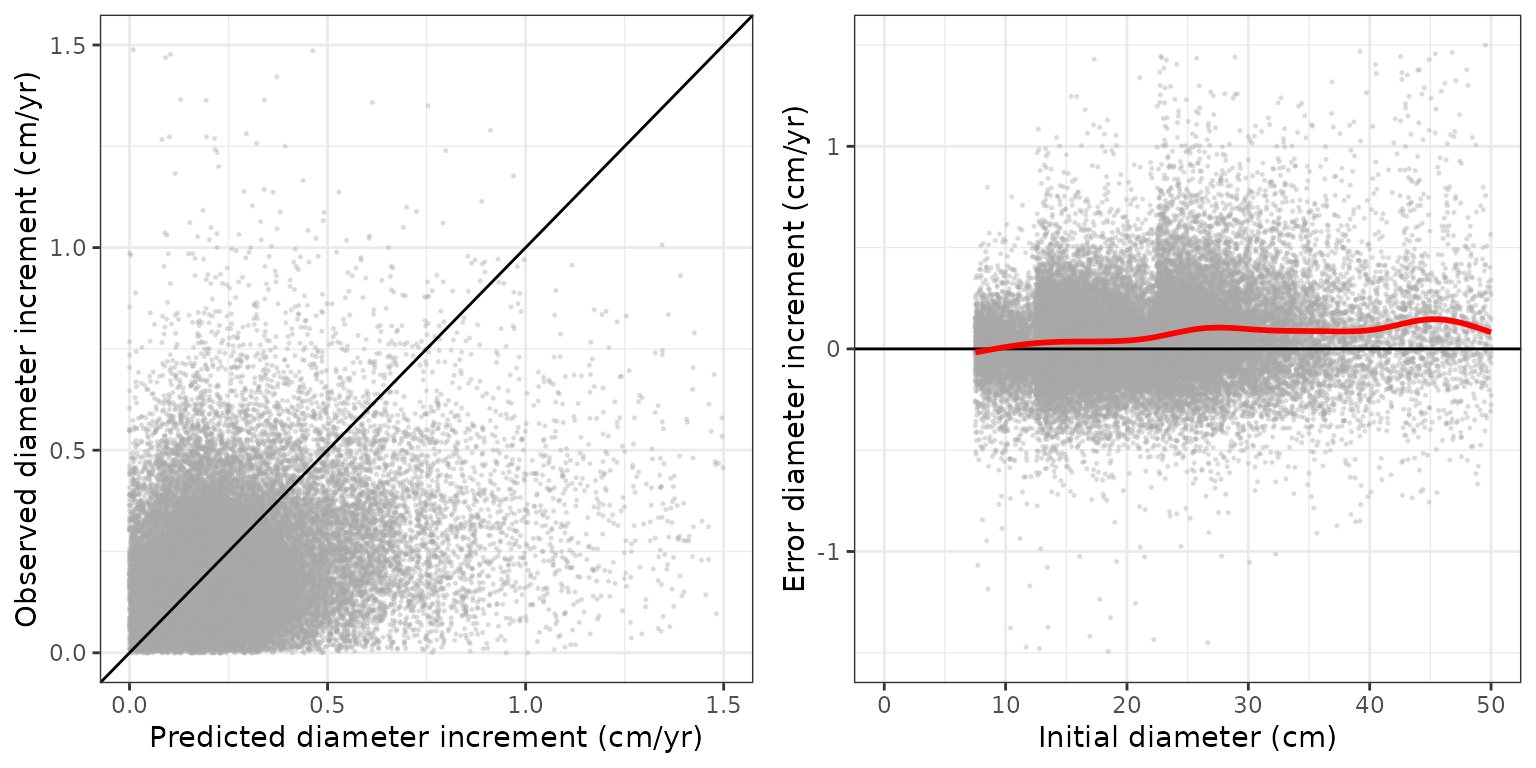 1.5
1.0
0.5
0.0
Observed diameter increment (cm/yr)
0.0 0.5 1.0 1.5
Predicted diameter increment (cm/yr)
1
0
-1
Error diameter increment (cm/yr)
0 10 20 30 40 50
Initial diameter (cm)